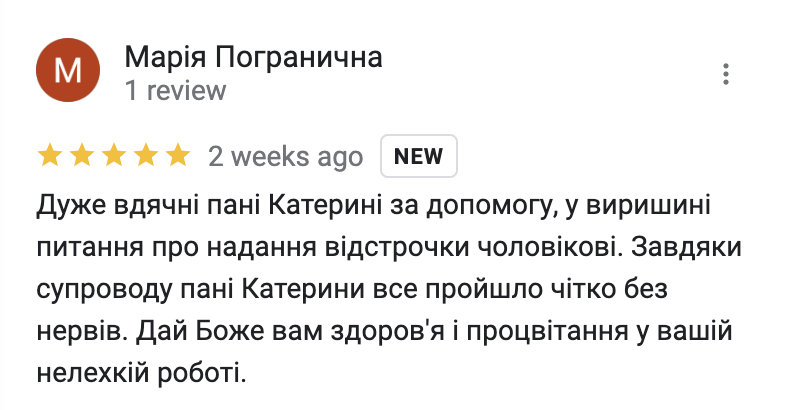 М
Марія Погранична
1 review
2 weeks ago NEW
Дуже вдячні пані Катерині за допомогу, у виришині
питання про надання відстрочки чоловікові. Завдяки
супроводу пані Катерини все пройшло чітко без
нервів. Дай Боже вам здоров'я і процвітання у вашій
нелехкій роботі.